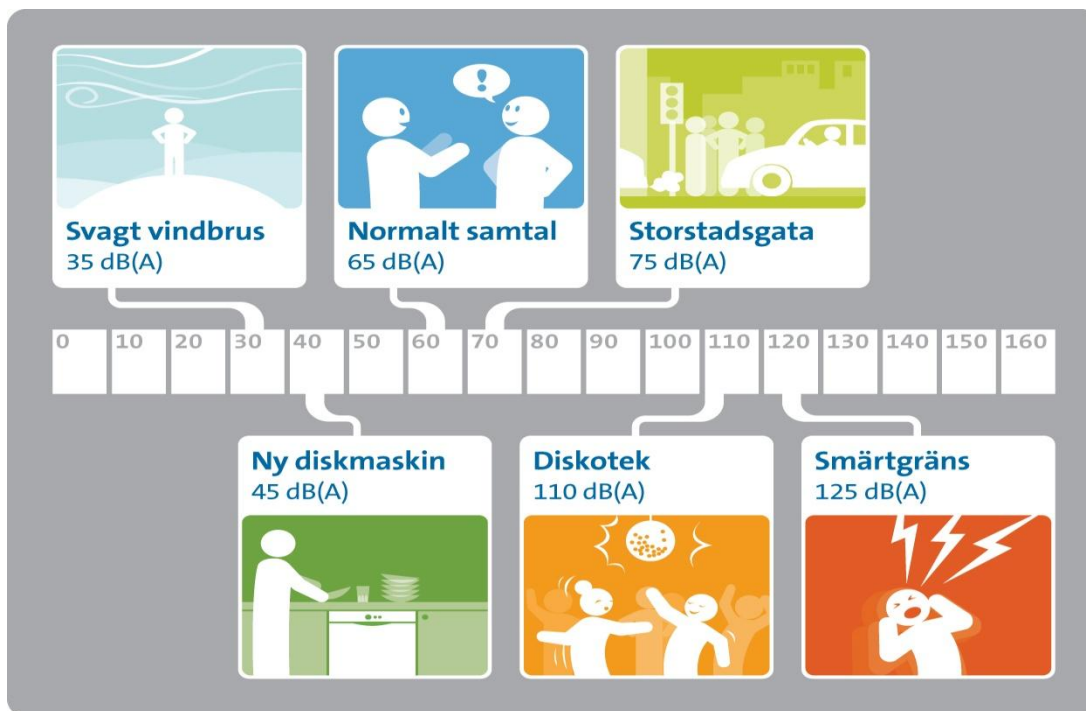 Svagt vindbrus
35 dB(A)
Normalt samtal
65 dB(A)
Storstadsgata
75 dB(A)
0 10 20 30 40 50 60 70 80 90 100 110 120 130 140 150 160
Ny diskmaskin
45 dB(A)
Diskotek
110 dB(A)
Smärtgräns
125 dB(A)